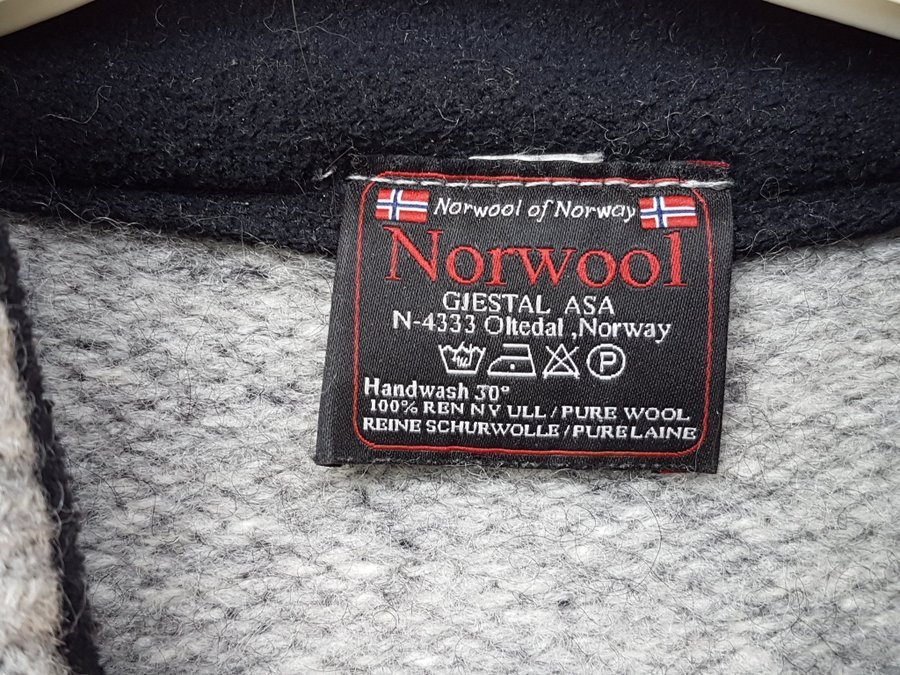 Norwool of Norway
Norwool
GJESTAL ASA
N-4333 Oltedal ,Norway
P
Handwash 30°
100% REN NY ULL / PURE WOOL
REINE SCHURWOLLE / PURE LAINE